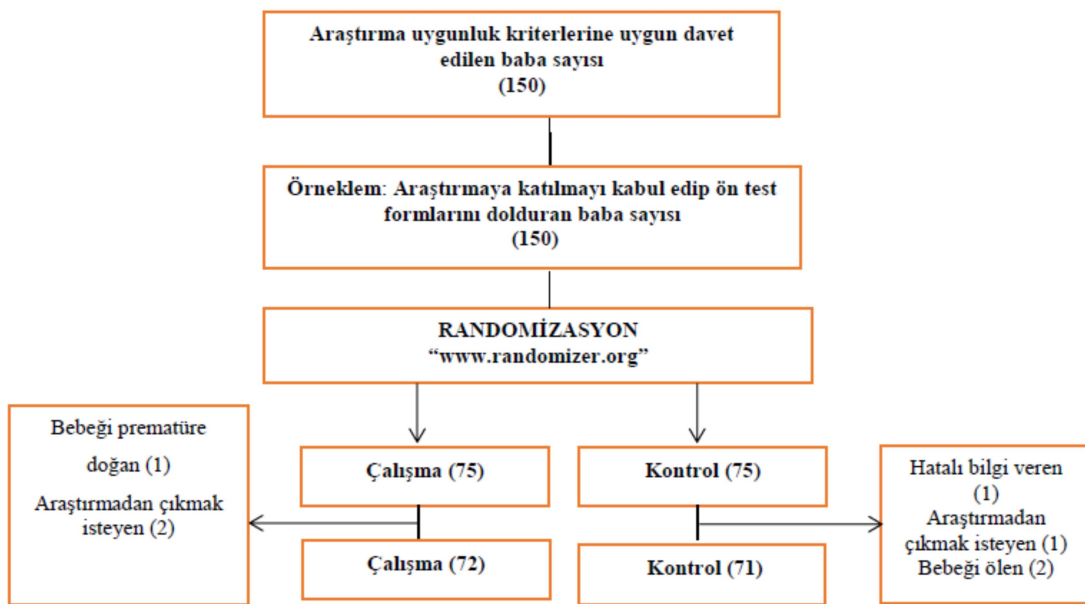 Araştırma uygunluk kriterlerine uygun davet
edilen baba sayısı
(150)
Örneklem: Araştırmaya katılmayı kabul edip ön test
formlarını dolduran baba sayısı
(150)
RANDOMİZASYON
“www.randomizer.org”
Bebeği prematüre
doğan (1)
Araştırmadan çıkmak
isteyen (2)
Çalışma (75)
Kontrol (75)
Hatalı bilgi veren
(1)
Araştırmadan
çıkmak isteyen (1)
Bebeği ölen (2)
Çalışma (72)
Kontrol (71)